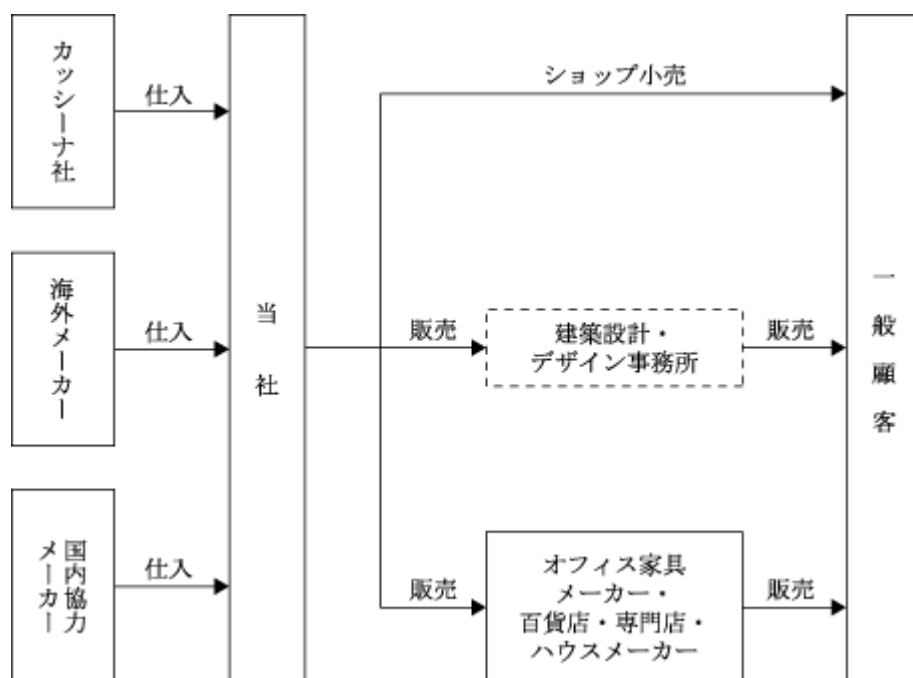 カッシーナ社
仕入
海外メーカー
仕入
国内協力
メーカー
仕入
当社
ショップ小売
販売
建築設計・
デザイン事務所
販売
販売
オフィス家具
メーカー・
百貨店・専門店・
ハウスメーカー
販売
一般顧客